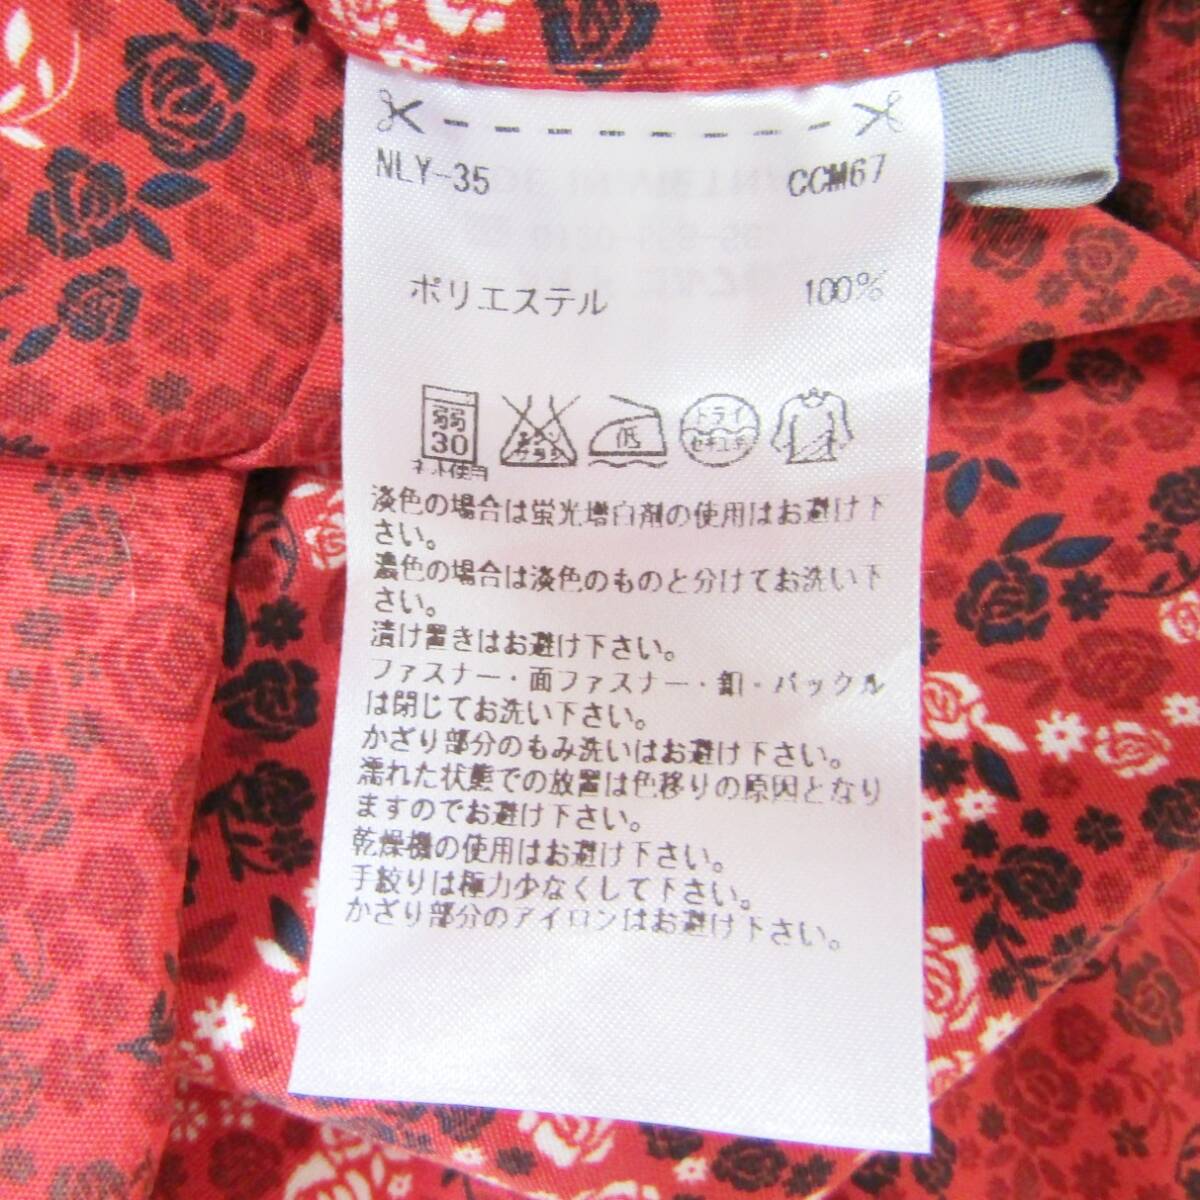 NLY-35 CCM67
ポリエステル 100%
弱
30
ネット使用
エンソ
サラシ
低
ドライ
セキユ系
淡色の場合は蛍光増白剤の使用はお避け下
さい。
濃色の場合は淡色のものと分けてお洗い下
さい。
漬け置きはお避け下さい。
ファスナー・面ファスナー・釦・バックル
は閉じてお洗い下さい。
かざり部分のもみ洗いはお避け下さい。
濡れた状態での放置は色移りの原因となり
ますのでお避け下さい。
乾燥機の使用はお避け下さい。
手絞りは極力少なくして下さい。
かざり部分のアイロンはお避け下さい。